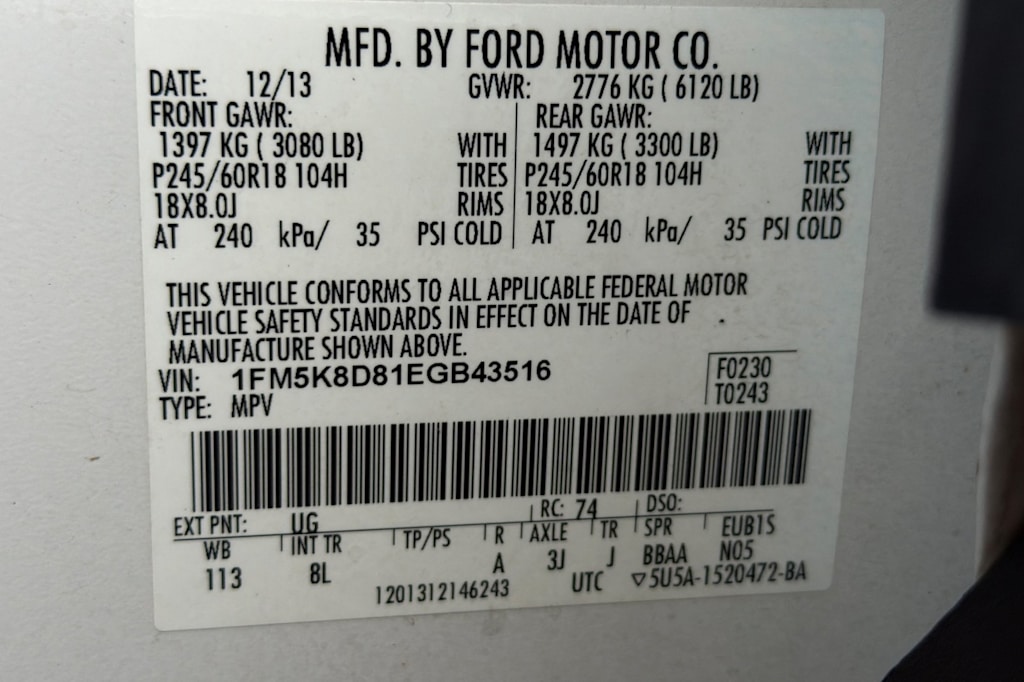 MFD. BY FORD MOTOR CO.
DATE: 12/13 GVWR: 2776 KG ( 6120 LB)
FRONT GAWR: REAR GAWR:
1397 KG ( 3080 LB) WITH 1497 KG ( 3300 LB) WITH
P245/60R18 104H TIRES P245/60R18 104H TIRES
18X8.0J RIMS 18X8.0J RIMS
AT 240 kPa/ 35 PSI COLD AT 240 kPa/ 35 PSI COLD
THIS VEHICLE CONFORMS TO ALL APPLICABLE FEDERAL MOTOR
VEHICLE SAFETY STANDARDS IN EFFECT ON THE DATE OF
MANUFACTURE SHOWN ABOVE.
VIN: 1FM5K8D81EGB43516 F0230
TYPE: MPV T0243
EXT PNT: UG RC: 74 DSO:
WB INT TR TP/PS R AXLE TR SPR EUB1S
113 8L A 3J J BBAA N05
1201312146243 UTC ▽5U5A-1520472-BA